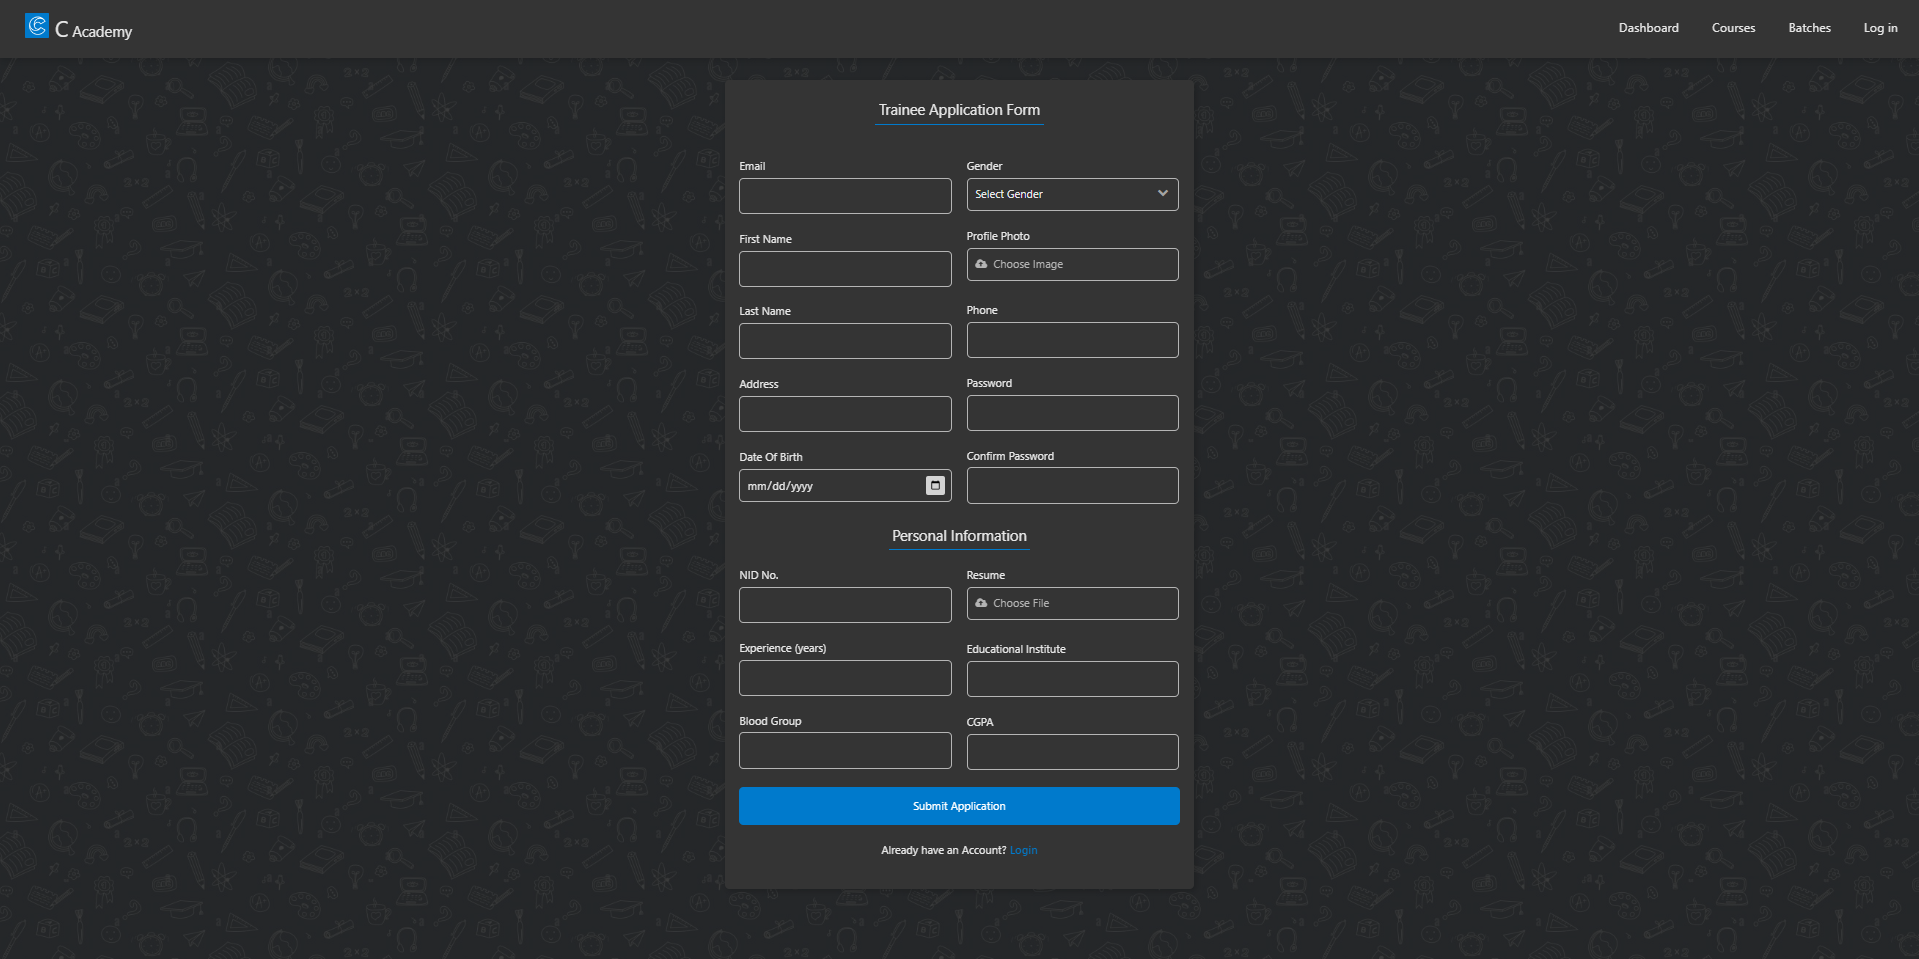 C Academy
Dashboard
Courses
Batches
Log in
Trainee Application Form
Email
Gender
Select Gender
First Name
Profile Photo
Choose Image
Last Name
Phone
Address
Password
Date Of Birth
mm/dd/yyyy
Confirm Password
Personal Information
NID No.
Resume
Choose File
Experience (years)
Educational Institute
Blood Group
CGPA
Submit Application
Already have an Account? Login